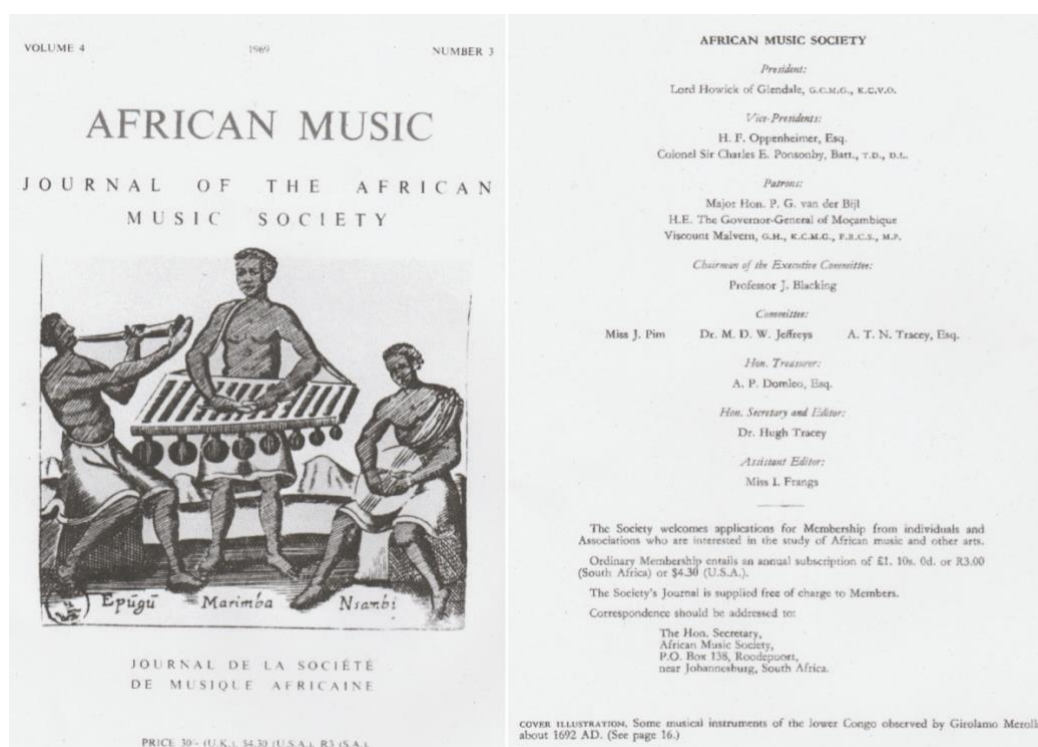 VOLUME 4 1969 NUMBER 3
AFRICAN MUSIC
JOURNAL OF THE AFRICAN
MUSIC SOCIETY
Epūgū Marimba Nsambi
JOURNAL DE LA SOCIÉTÉ
DE MUSIQUE AFRICAINE
PRICE 30/- (U.K.), $4.30 (U.S.A.), R3 (S.A.)
AFRICAN MUSIC SOCIETY
President:
Lord Howick of Glendale, G.C.M.G., K.C.V.O.
Vice-Presidents:
H. F. Oppenheimer, Esq.
Colonel Sir Charles E. Ponsonby, Bart., T.D., D.L.
Patrons:
Major Hon. P. G. van der Bijl
H.E. The Governor-General of Moçambique
Viscount Malvern, G.H., K.C.M.G., F.R.C.S., M.P.
Chairman of the Executive Committee:
Professor J. Blacking
Committee:
Miss J. Pim Dr. M. D. W. Jeffreys A. T. N. Tracey, Esq.
Hon. Treasurer:
A. P. Domleo, Esq.
Hon. Secretary and Editor:
Dr. Hugh Tracey
Assistant Editor:
Miss I. Frangs
The Society welcomes applications for Membership from individuals and
Associations who are interested in the study of African music and other arts.
Ordinary Membership entails an annual subscription of £1. 10s. 0d. or R3.00
(South Africa) or $4.30 (U.S.A.).
The Society's Journal is supplied free of charge to Members.
Correspondence should be addressed to:
The Hon. Secretary,
African Music Society,
P.O. Box 138, Roodepoort,
near Johannesburg, South Africa.
COVER ILLUSTRATION. Some musical instruments of the lower Congo observed by Girolamo Merolla
about 1692 AD. (See page 16.)